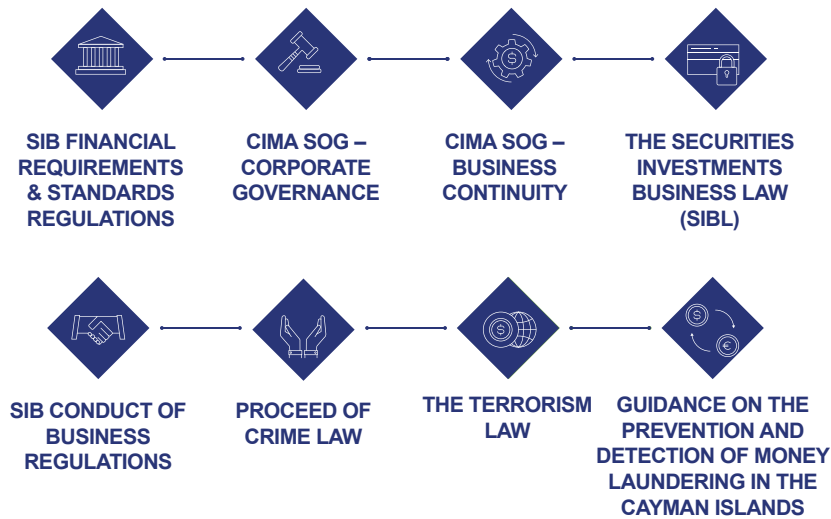 SIB FINANCIAL
REQUIREMENTS
& STANDARDS
REGULATIONS
CIMA SOG –
CORPORATE
GOVERNANCE
CIMA SOG –
BUSINESS
CONTINUITY
THE SECURITIES
INVESTMENTS
BUSINESS LAW
(SIBL)
SIB CONDUCT OF
BUSINESS
REGULATIONS
PROCEED OF
CRIME LAW
THE TERRORISM
LAW
GUIDANCE ON THE
PREVENTION AND
DETECTION OF MONEY
LAUNDERING IN THE
CAYMAN ISLANDS